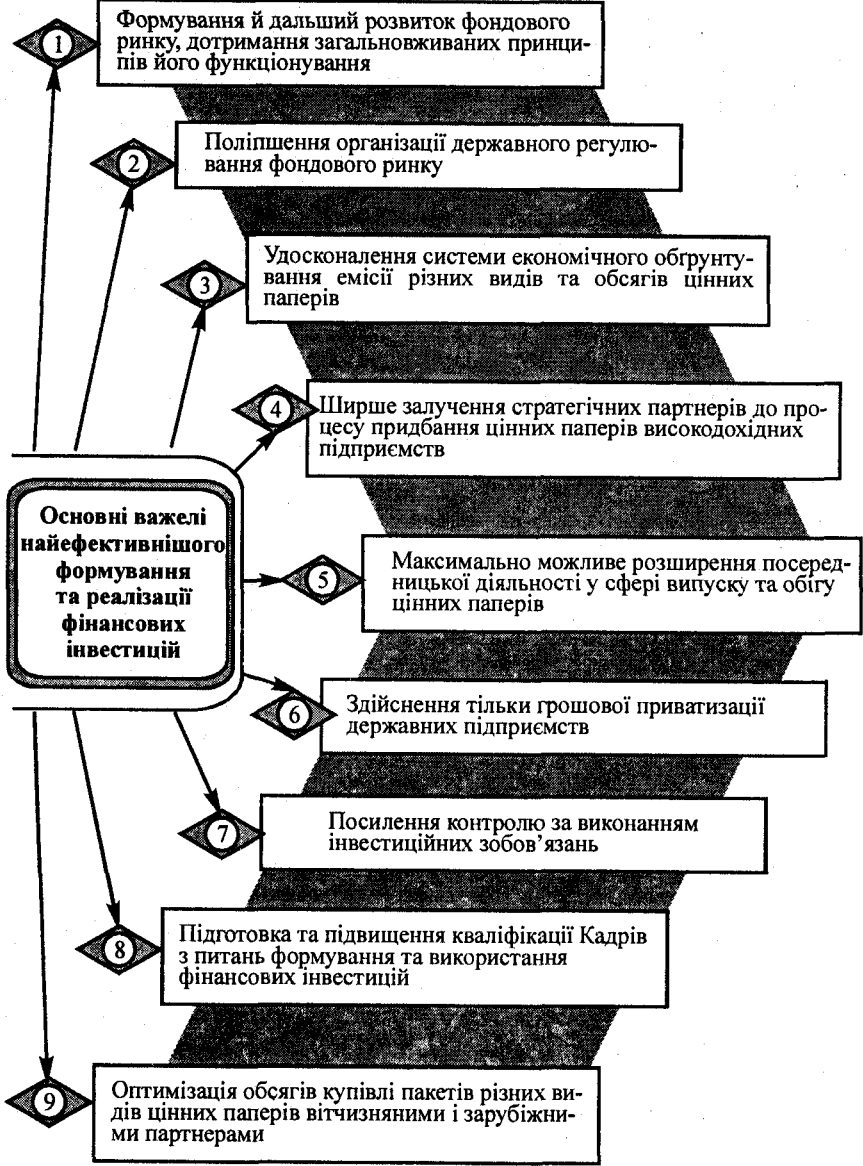 1
Формування й дальший розвиток фондового
ринку, дотримання загальновживаних принци-
пів його функціонування
2
Поліпшення організації державного регулю-
вання фондового ринку
3
Удосконалення системи економічного обґрунту-
вання емісії різних видів та обсягів цінних
паперів
4
Ширше залучення стратегічних партнерів до про-
цесу придбання цінних паперів високодохідних
підприємств
Основні важелі
найефективнішого
формування
та реалізації
фінансових
інвестицій
5
Максимально можливе розширення посеред-
ницької діяльності у сфері випуску та обігу
цінних паперів
6
Здійснення тільки грошової приватизації
державних підприємств
7
Посилення контролю за виконанням
інвестиційних зобов’язань
8
Підготовка та підвищення кваліфікації Кадрів
з питань формування та використання
фінансових інвестицій
9
Оптимізація обсягів купівлі пакетів різних ви-
дів цінних паперів вітчизняними і зарубіжни-
ми партнерами